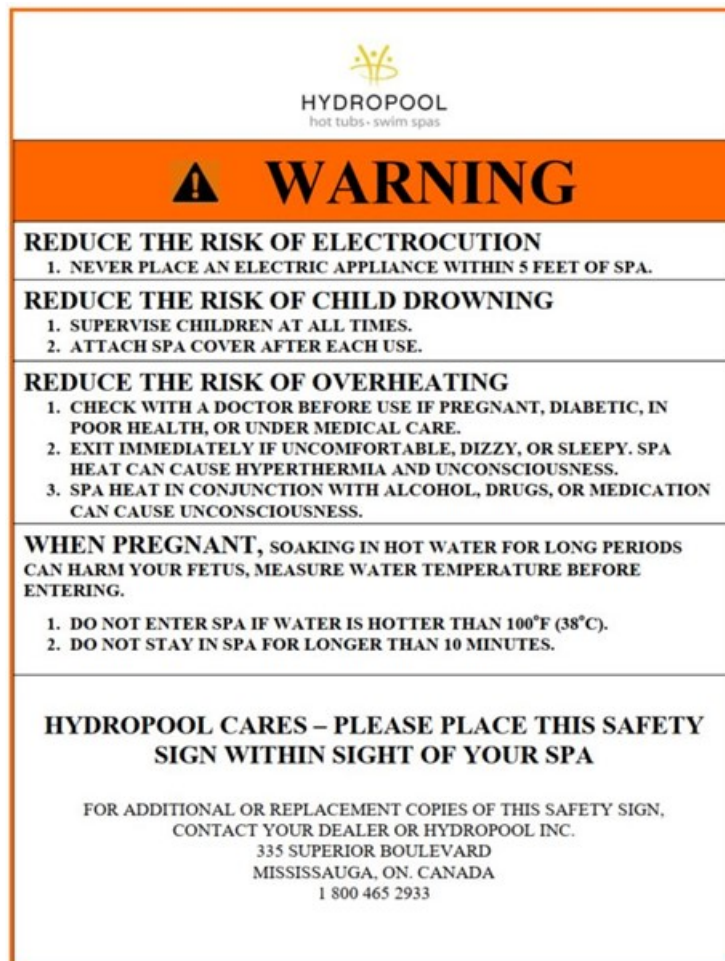 HYDROPOOL
hot tubs - swim spas
WARNING
REDUCE THE RISK OF ELECTROCUTION
1. NEVER PLACE AN ELECTRIC APPLIANCE WITHIN 5 FEET OF SPA.
REDUCE THE RISK OF CHILD DROWNING
1. SUPERVISE CHILDREN AT ALL TIMES.
2. ATTACH SPA COVER AFTER EACH USE.
REDUCE THE RISK OF OVERHEATING
1. CHECK WITH A DOCTOR BEFORE USE IF PREGNANT, DIABETIC, IN
POOR HEALTH, OR UNDER MEDICAL CARE.
2. EXIT IMMEDIATELY IF UNCOMFORTABLE, DIZZY, OR SLEEPY. SPA
HEAT CAN CAUSE HYPERTHERMIA AND UNCONSCIOUSNESS.
3. SPA HEAT IN CONJUNCTION WITH ALCOHOL, DRUGS, OR MEDICATION
CAN CAUSE UNCONSCIOUSNESS.
WHEN PREGNANT, SOAKING IN HOT WATER FOR LONG PERIODS
CAN HARM YOUR FETUS, MEASURE WATER TEMPERATURE BEFORE
ENTERING.
1. DO NOT ENTER SPA IF WATER IS HOTTER THAN 100°F (38°C).
2. DO NOT STAY IN SPA FOR LONGER THAN 10 MINUTES.
HYDROPOOL CARES – PLEASE PLACE THIS SAFETY
SIGN WITHIN SIGHT OF YOUR SPA
FOR ADDITIONAL OR REPLACEMENT COPIES OF THIS SAFETY SIGN,
CONTACT YOUR DEALER OR HYDROPOOL INC.
335 SUPERIOR BOULEVARD
MISSISSAUGA, ON. CANADA
1 800 465 2933